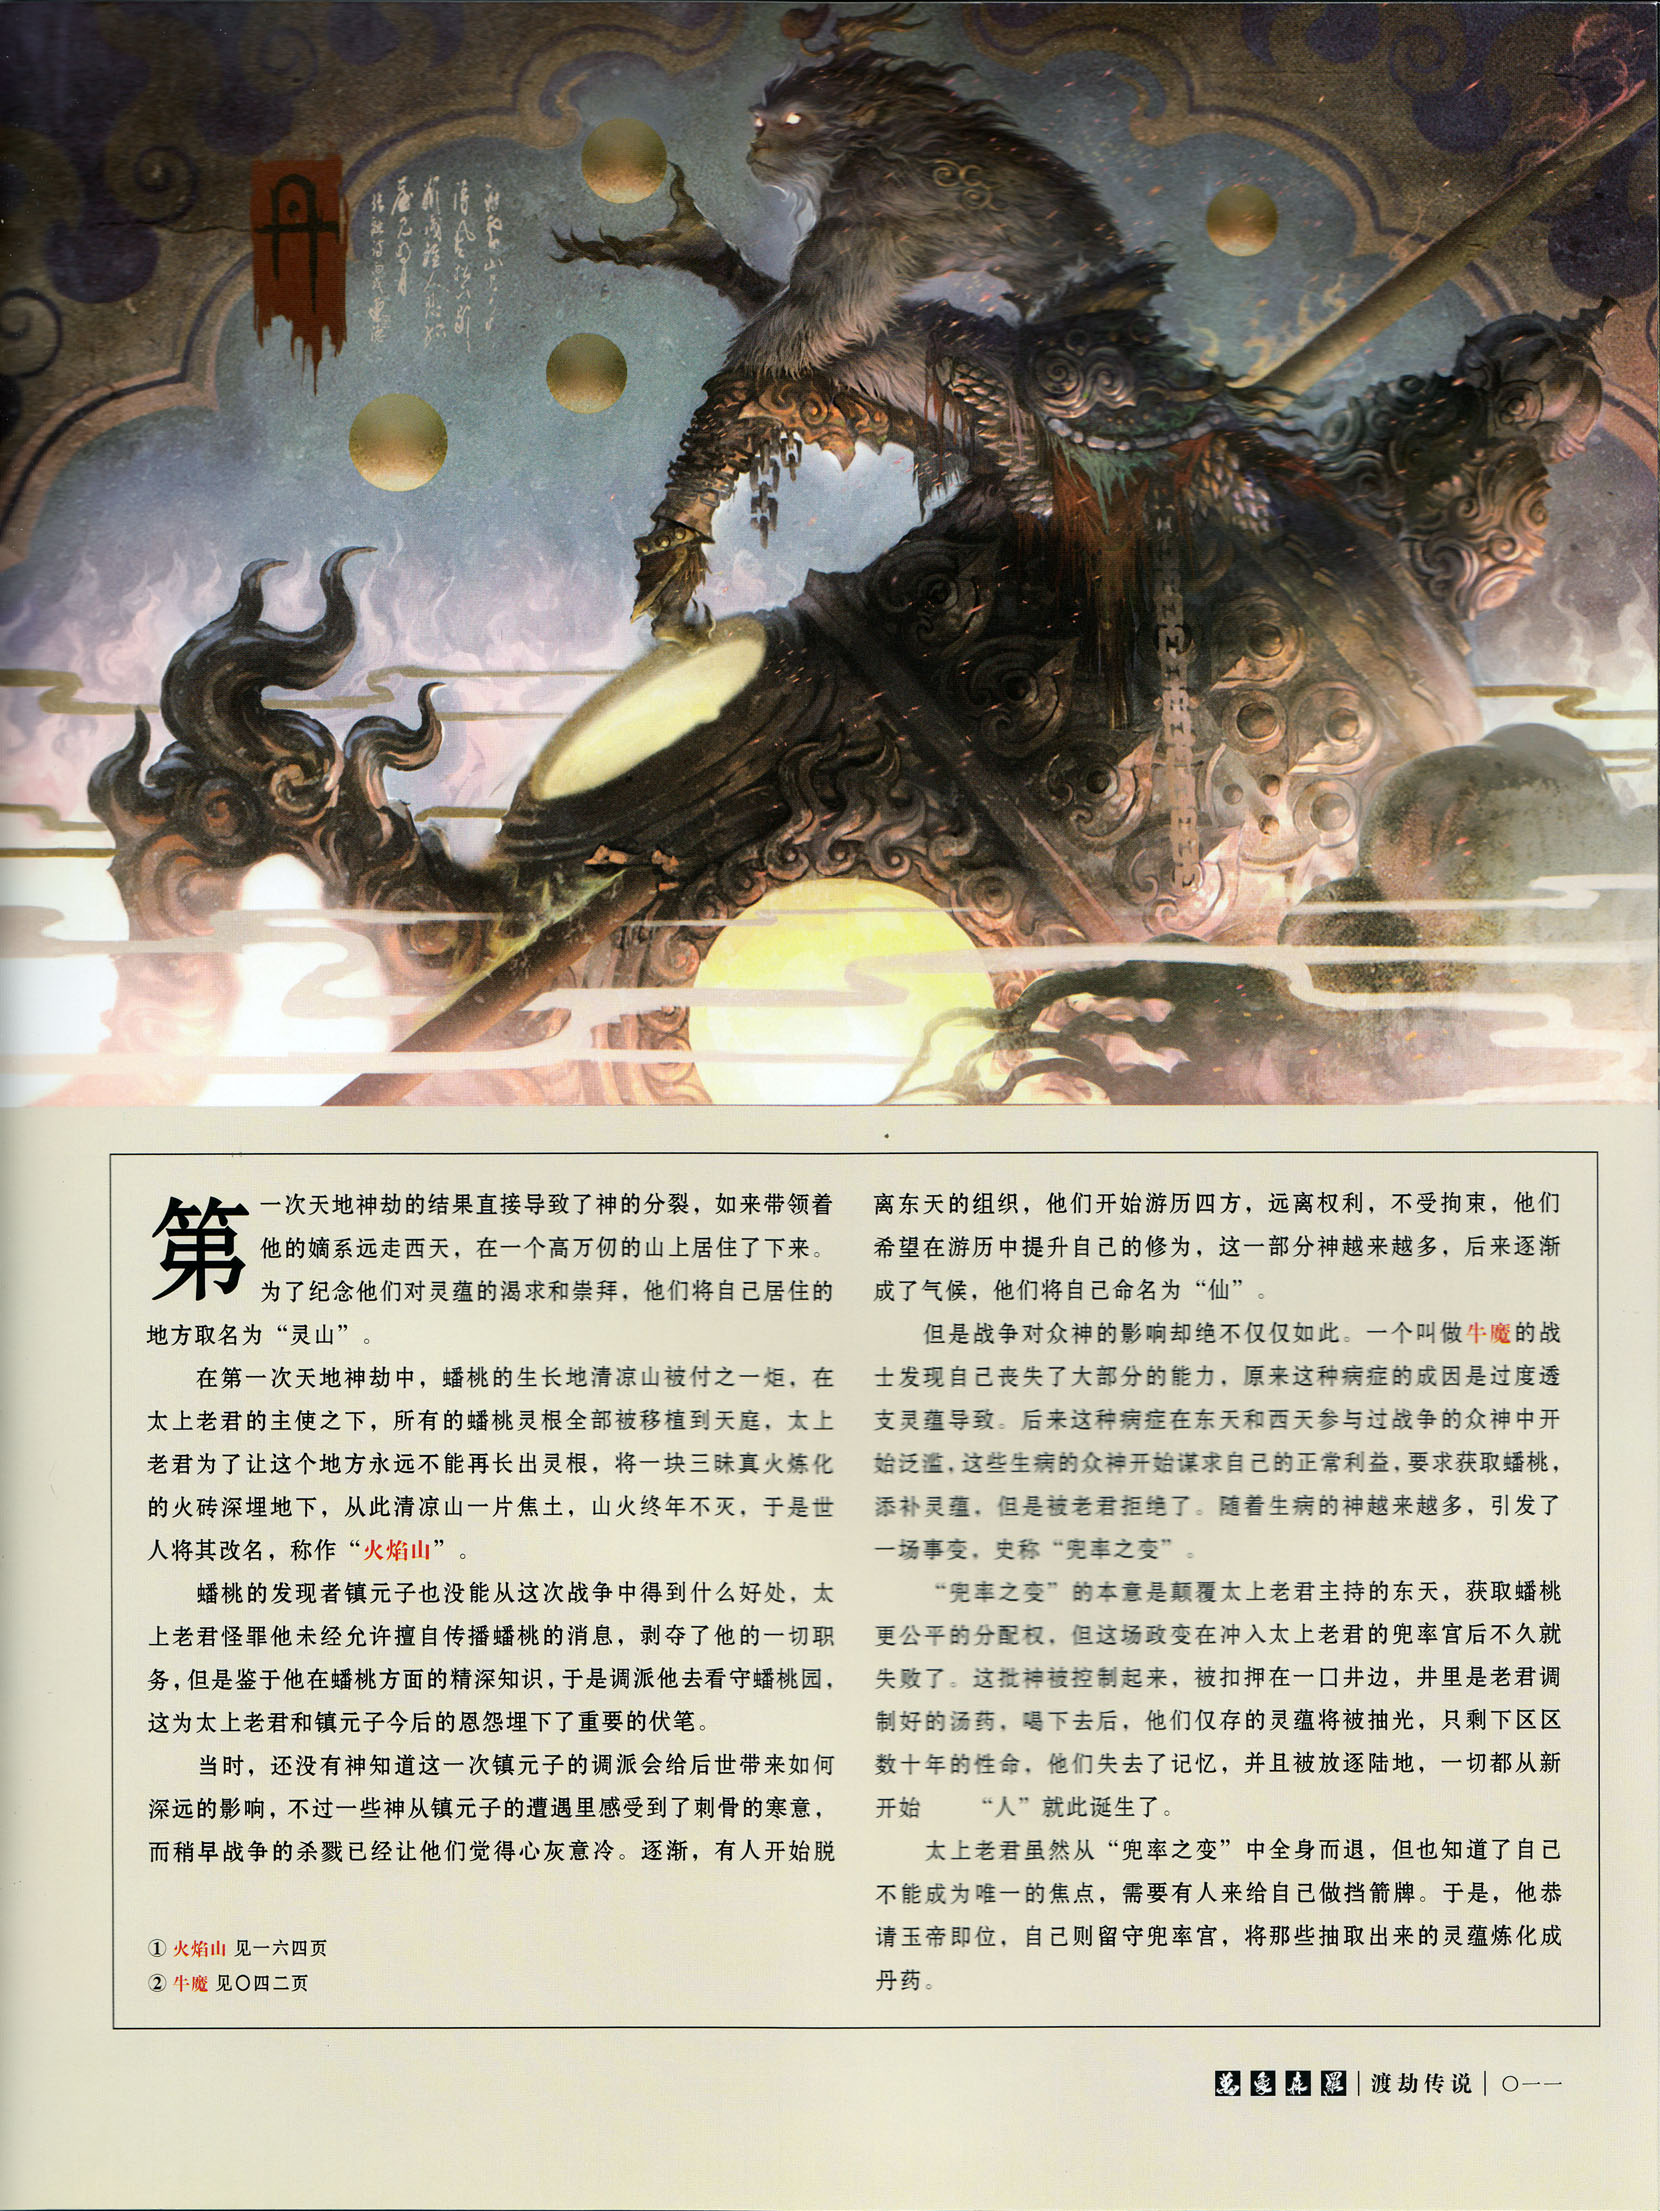 丹
第一次天地神劫的结果直接导致了神的分裂，如来带领着
他的嫡系远走西天，在一个高万仞的山上居住了下来。
为了纪念他们对灵蕴的渴求和崇拜，他们将自己居住的
地方取名为“灵山”。
在第一次天地神劫中，蟠桃的生长地清凉山被付之一炬，在
太上老君的主使之下，所有的蟠桃灵根全部被移植到天庭，太上
老君为了让这个地方永远不能再长出灵根，将一块三昧真火炼化
的火砖深埋地下，从此清凉山一片焦土，山火终年不灭，于是世
人将其改名，称作“火焰山”。
蟠桃的发现者镇元子也没能从这次战争中得到什么好处，太
上老君怪罪他未经允许擅自传播蟠桃的消息，剥夺了他的一切职
务，但是鉴于他在蟠桃方面的精深知识，于是调派他去看守蟠桃园，
这为太上老君和镇元子今后的恩怨埋下了重要的伏笔。
当时，还没有神知道这一次镇元子的调派会给后世带来如何
深远的影响，不过一些神从镇元子的遭遇里感受到了刺骨的寒意，
而稍早战争的杀戮已经让他们觉得心灰意冷。逐渐，有人开始脱
① 火焰山 见一六四页
② 牛魔 见〇四二页
离东天的组织，他们开始游历四方，远离权利，不受拘束，他们
希望在游历中提升自己的修为，这一部分神越来越多，后来逐渐
成了气候，他们将自己命名为“仙”。
但是战争对众神的影响却绝不仅仅如此。一个叫做牛魔的战
士发现自己丧失了大部分的能力，原来这种病症的成因是过度透
支灵蕴导致。后来这种病症在东天和西天参与过战争的众神中开
始泛滥，这些生病的众神开始谋求自己的正常利益，要求获取蟠桃，
添补灵蕴，但是被老君拒绝了。随着生病的神越来越多，引发了
一场事变，史称“兜率之变”。
“兜率之变”的本意是颠覆太上老君主持的东天，获取蟠桃
更公平的分配权，但这场政变在冲入太上老君的兜率宫后不久就
失败了。这批神被控制起来，被扣押在一口井边，井里是老君调
制好的汤药，喝下去后，他们仅存的灵蕴将被抽光，只剩下区区
数十年的性命，他们失去了记忆，并且被放逐陆地，一切都从新
开始 “人”就此诞生了。
太上老君虽然从“兜率之变”中全身而退，但也知道了自己
不能成为唯一的焦点，需要有人来给自己做挡箭牌。于是，他恭
请玉帝即位，自己则留守兜率宫，将那些抽取出来的灵蕴炼化成
丹药。
萬象森羅｜渡劫传说｜〇一一